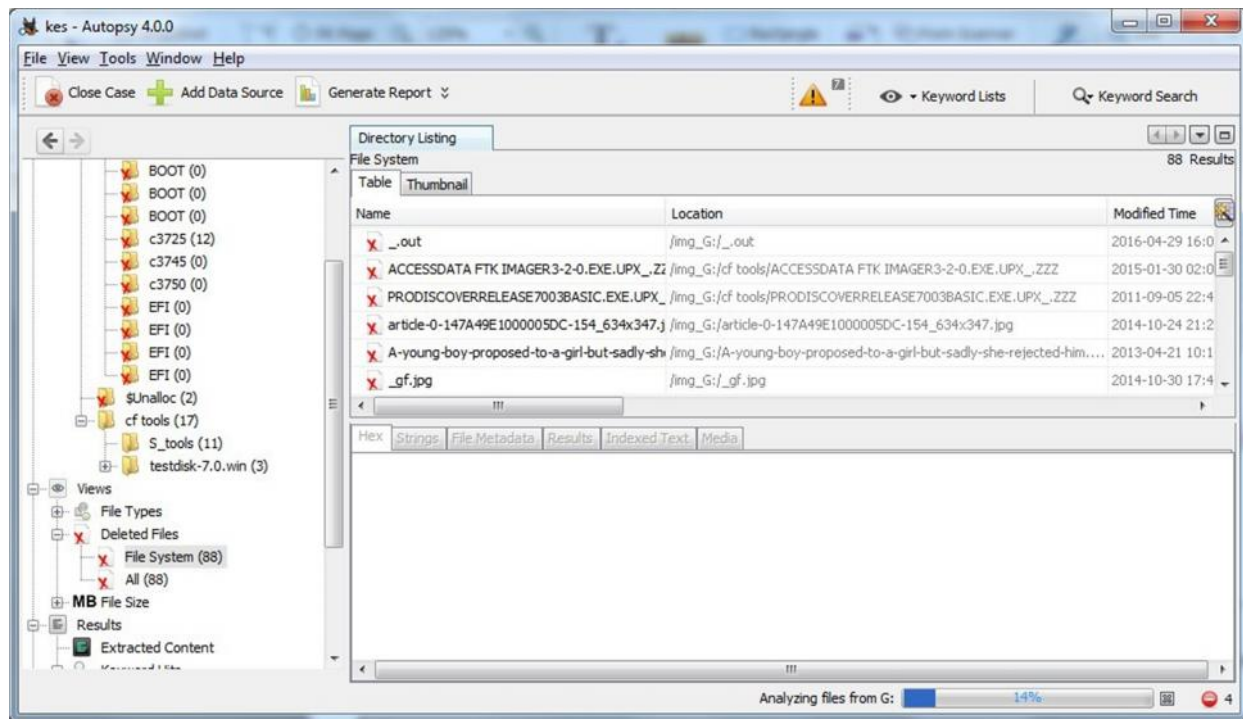 kes - Autopsy 4.0.0
File View Tools Window Help
Close Case Add Data Source Generate Report Keyword Lists Keyword Search
Directory Listing
File System 88 Results
Table Thumbnail
Name Location Modified Time
_.out /img_G:/_.out 2016-04-29 16:0
ACCESSDATA FTK IMAGER3-2-0.EXE.UPX_.ZZ /img_G:/cf tools/ACCESSDATA FTK IMAGER3-2-0.EXE.UPX_.ZZZ 2015-01-30 02:0
PRODISCOVERRELEASE7003BASIC.EXE.UPX_ /img_G:/cf tools/PRODISCOVERRELEASE7003BASIC.EXE.UPX_.ZZZ 2011-09-05 22:4
article-0-147A49E1000005DC-154_634x347.j /img_G:/article-0-147A49E1000005DC-154_634x347.jpg 2014-10-24 21:2
A-young-boy-proposed-to-a-girl-but-sadly-sh /img_G:/A-young-boy-proposed-to-a-girl-but-sadly-she-rejected-him.... 2013-04-21 10:1
_gf.jpg /img_G:/_gf.jpg 2014-10-30 17:4
Hex Strings File Metadata Results Indexed Text Media
BOOT (0)
BOOT (0)
BOOT (0)
c3725 (12)
c3745 (0)
c3750 (0)
EFI (0)
EFI (0)
EFI (0)
EFI (0)
$Unalloc (2)
cf tools (17)
S_tools (11)
testdisk-7.0.win (3)
Views
File Types
Deleted Files
File System (88)
All (88)
MB File Size
Results
Extracted Content
Analyzing files from G: 14% 4